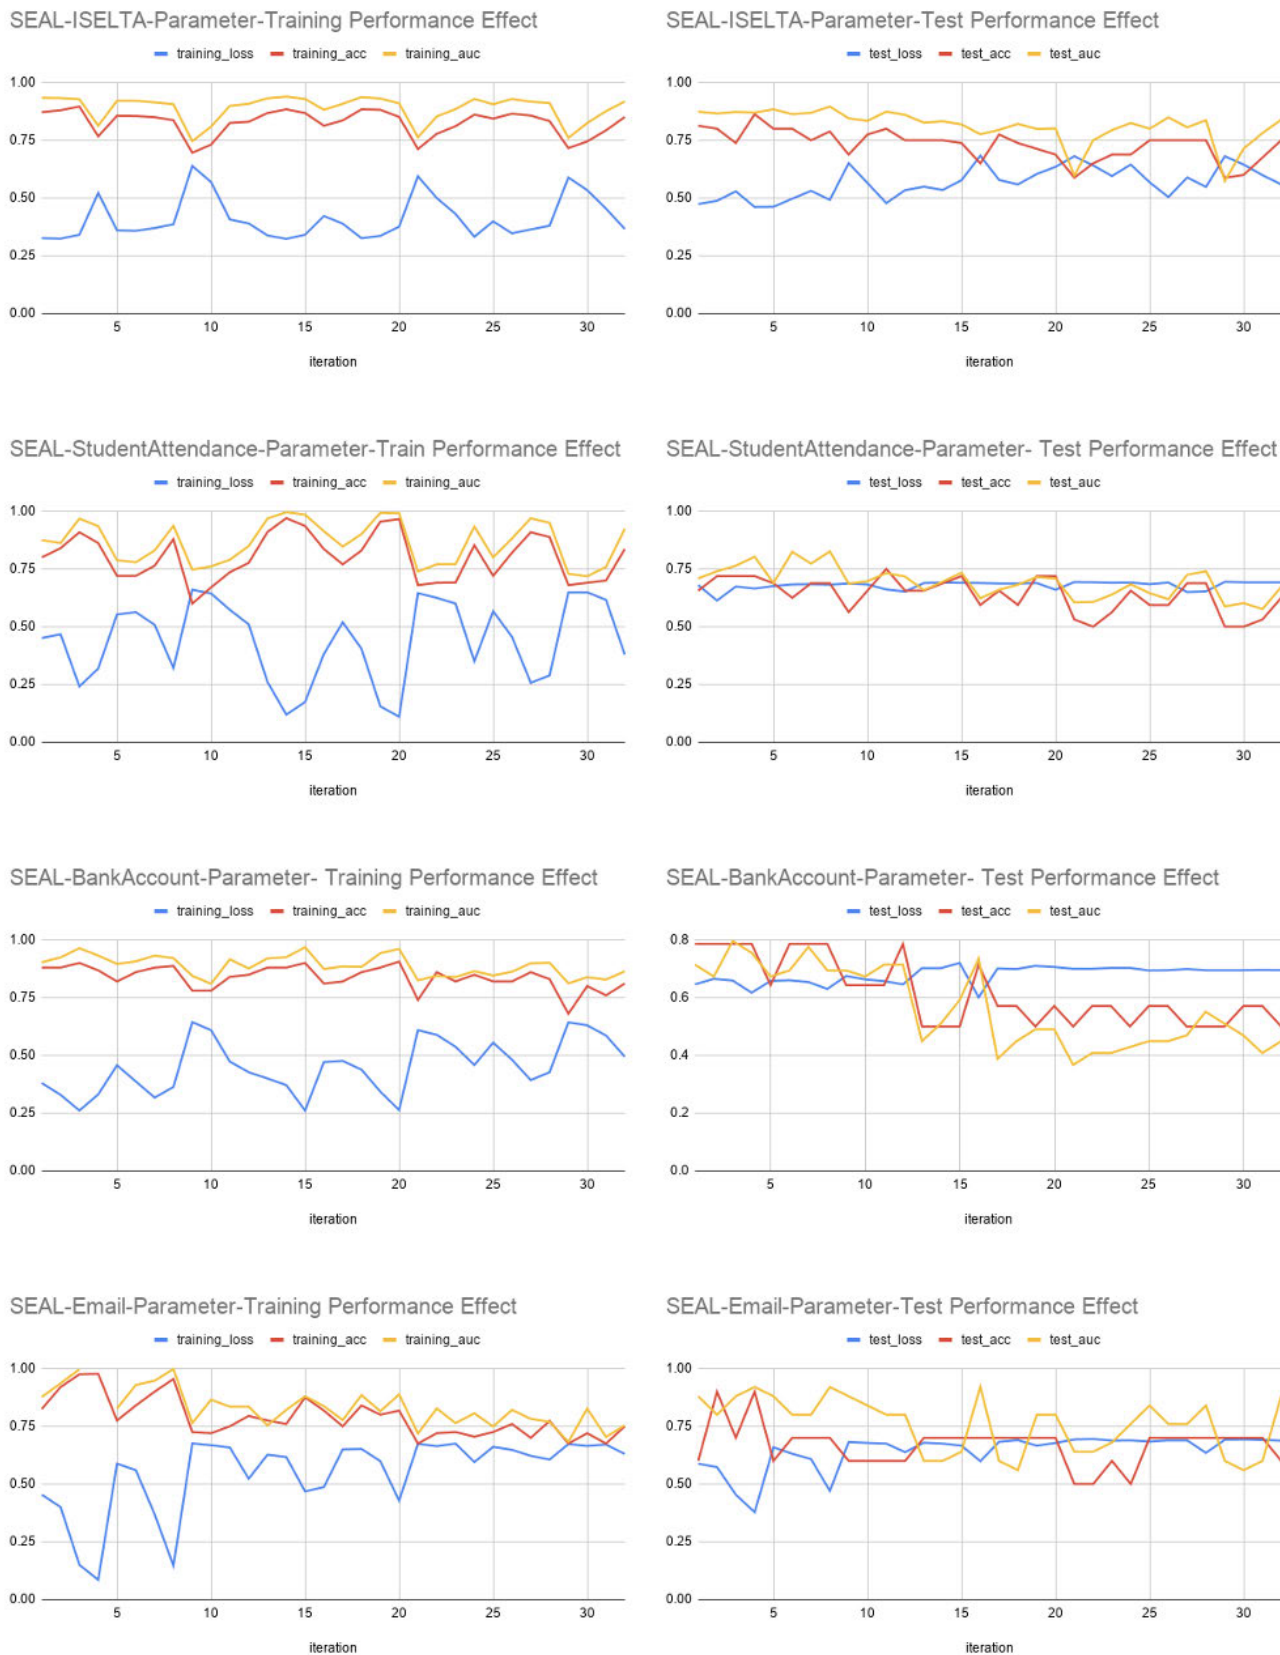 SEAL-ISELTA-Parameter-Training Performance Effect
training_loss training_acc training_auc
1.00
0.75
0.50
0.25
0.00
5 10 15 20 25 30
iteration
SEAL-ISELTA-Parameter-Test Performance Effect
test_loss test_acc test_auc
1.00
0.75
0.50
0.25
0.00
5 10 15 20 25 30
iteration
SEAL-StudentAttendance-Parameter-Train Performance Effect
training_loss training_acc training_auc
1.00
0.75
0.50
0.25
0.00
5 10 15 20 25 30
iteration
SEAL-StudentAttendance-Parameter- Test Performance Effect
test_loss test_acc test_auc
1.00
0.75
0.50
0.25
0.00
5 10 15 20 25 30
iteration
SEAL-BankAccount-Parameter- Training Performance Effect
training_loss training_acc training_auc
1.00
0.75
0.50
0.25
0.00
5 10 15 20 25 30
iteration
SEAL-BankAccount-Parameter- Test Performance Effect
test_loss test_acc test_auc
0.8
0.6
0.4
0.2
0.0
5 10 15 20 25 30
iteration
SEAL-Email-Parameter-Training Performance Effect
training_loss training_acc training_auc
1.00
0.75
0.50
0.25
0.00
5 10 15 20 25 30
iteration
SEAL-Email-Parameter-Test Performance Effect
test_loss test_acc test_auc
1.00
0.75
0.50
0.25
0.00
5 10 15 20 25 30
iteration